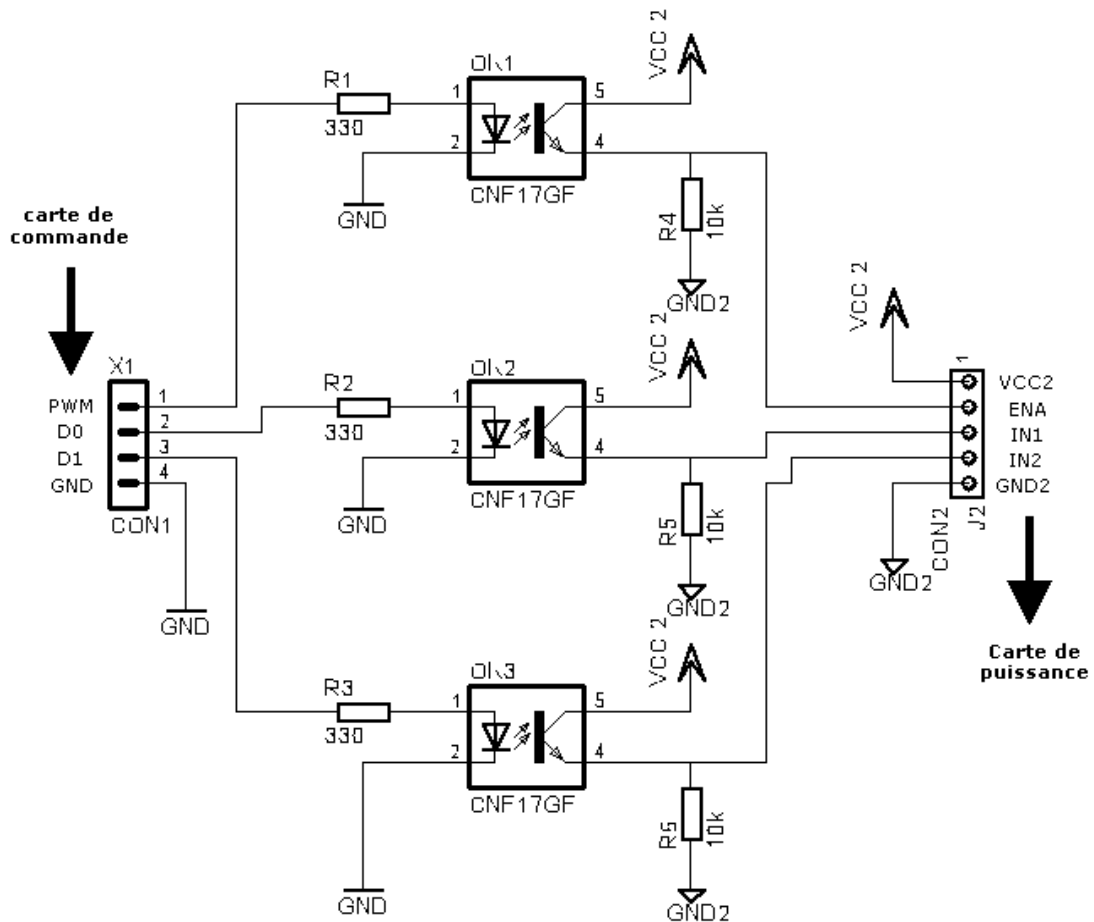 VCC 2
OK1
R1
1
5
330
2
4
CNF17GF
GND
R4
10k
GND2
carte de
commande
VCC 2
VCC 2
X1
OK2
1
PWM
1
R2
1
5
VCC2
D0
2
330
ENA
D1
3
2
4
IN1
GND
4
CNF17GF
IN2
CON1
GND
R5
10k
GND2
CON2
J2
GND2
GND2
GND
VCC 2
Carte de
puissance
OK3
R3
1
5
330
2
4
CNF17GF
10k
GND
GND2